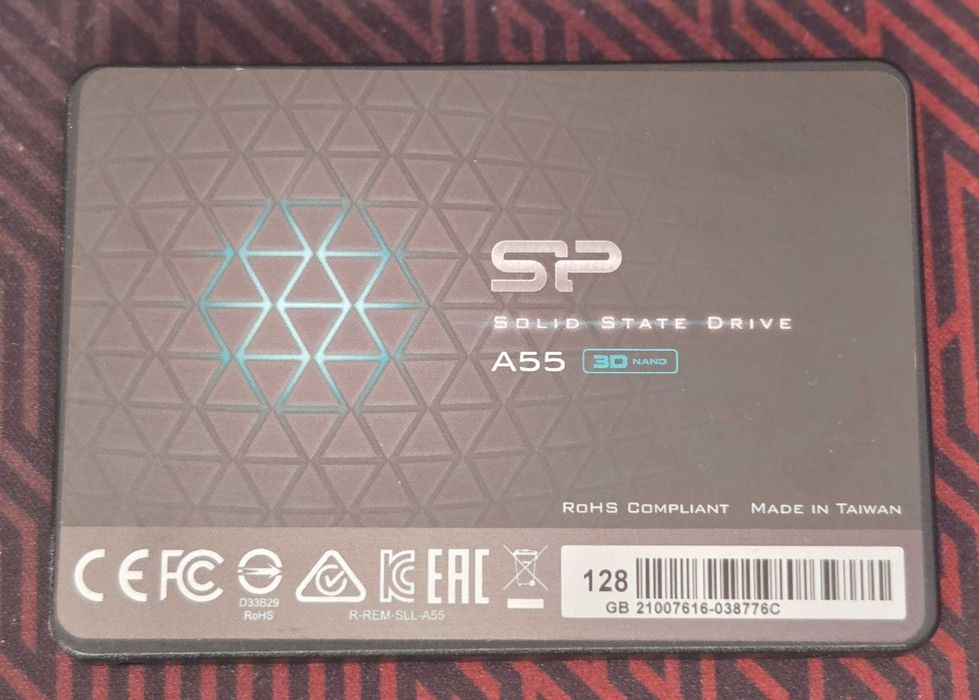 SP
SOLID STATE DRIVE
A55 3D NAND
RoHS COMPLIANT MADE IN TAIWAN
CE FC D33B29 RoHS R-REM-SLL-A55 EAC
128
GB 21007616-038776C